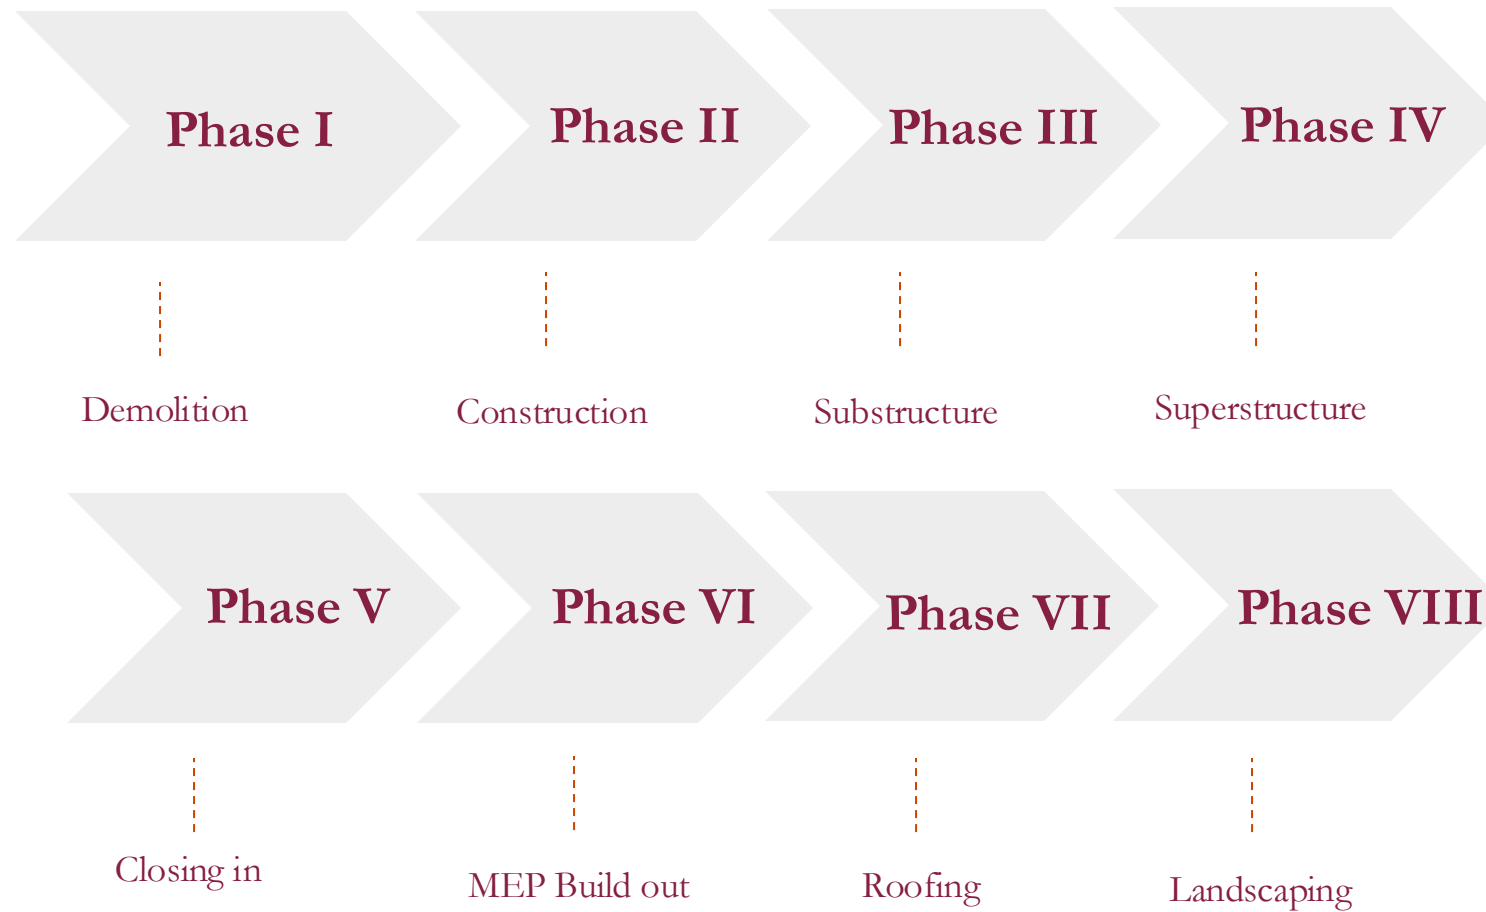 Phase I
Phase II
Phase III
Phase IV
Demolition
Construction
Substructure
Superstructure
Phase V
Phase VI
Phase VII
Phase VIII
Closing in
MEP Build out
Roofing
Landscaping